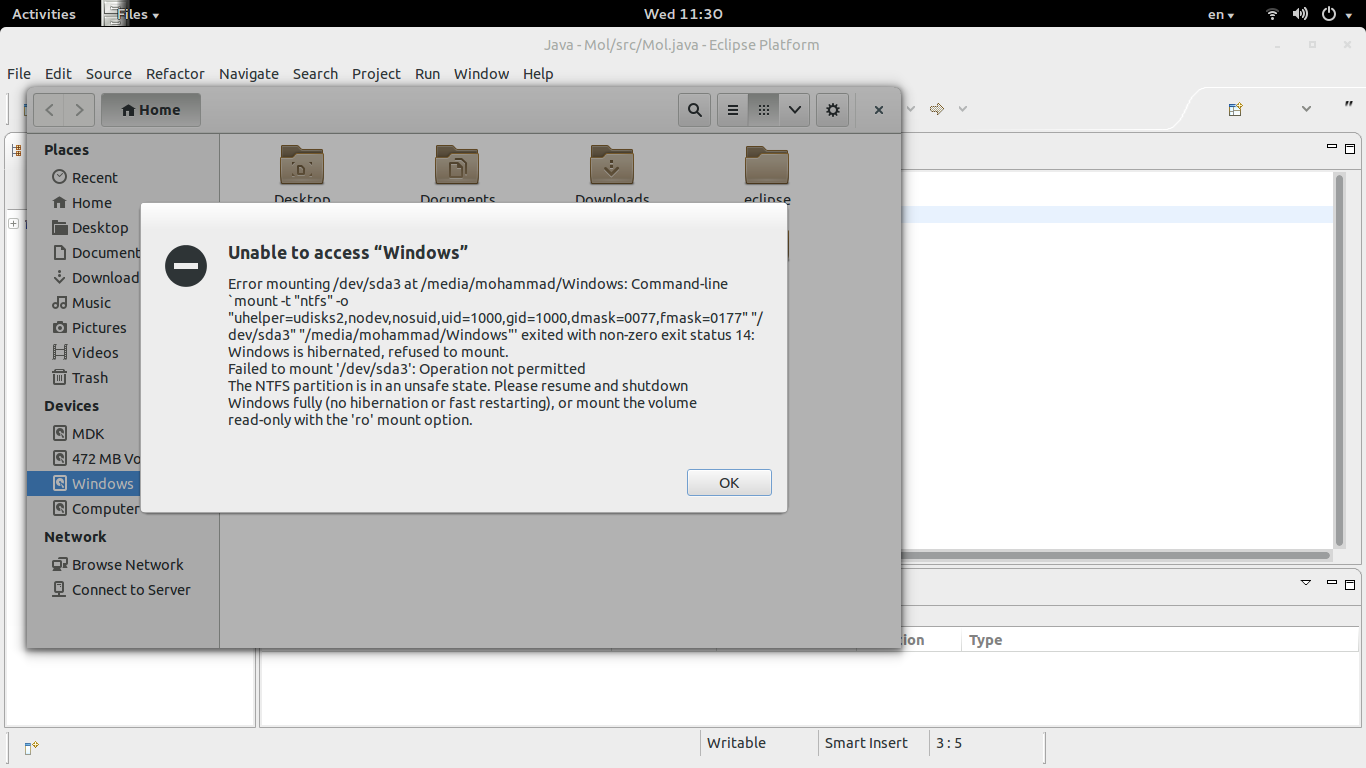 Activities Files Wed 11:30 en
Java - Mol/src/Mol.java - Eclipse Platform
File Edit Source Refactor Navigate Search Project Run Window Help
Home
Places
Recent
Home
Desktop
Document
Download
Music
Pictures
Videos
Trash
Devices
MDK
472 MB Vo
Windows
Computer
Network
Browse Network
Connect to Server
Desktop Documents Downloads eclipse
Unable to access “Windows”
Error mounting /dev/sda3 at /media/mohammad/Windows: Command-line
`mount -t "ntfs" -o
"uhelper=udisks2,nodev,nosuid,uid=1000,gid=1000,dmask=0077,fmask=0177" "/
dev/sda3" "/media/mohammad/Windows"' exited with non-zero exit status 14:
Windows is hibernated, refused to mount.
Failed to mount '/dev/sda3': Operation not permitted
The NTFS partition is in an unsafe state. Please resume and shutdown
Windows fully (no hibernation or fast restarting), or mount the volume
read-only with the 'ro' mount option.
OK
Type
Writable Smart Insert 3 : 5